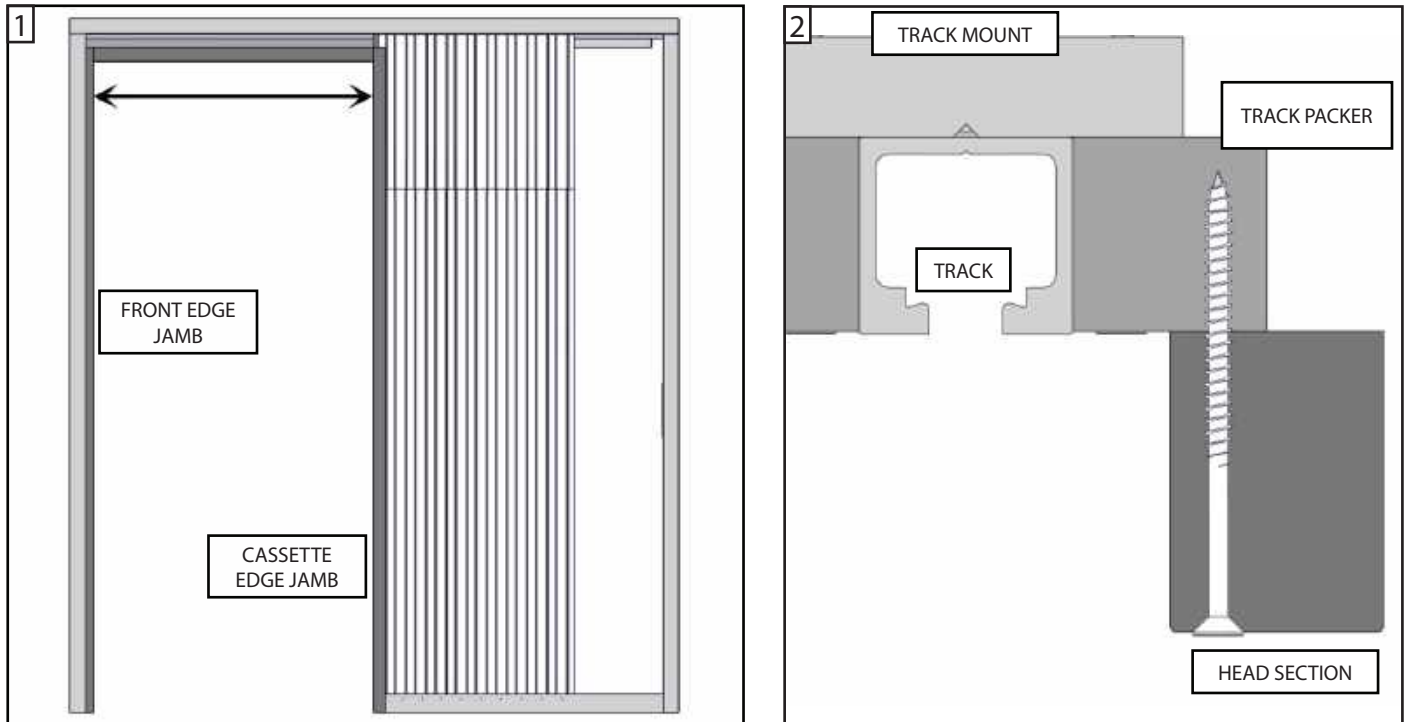 1
FRONT EDGE
JAMB
CASSETTE
EDGE JAMB
2
TRACK MOUNT
TRACK PACKER
TRACK
HEAD SECTION